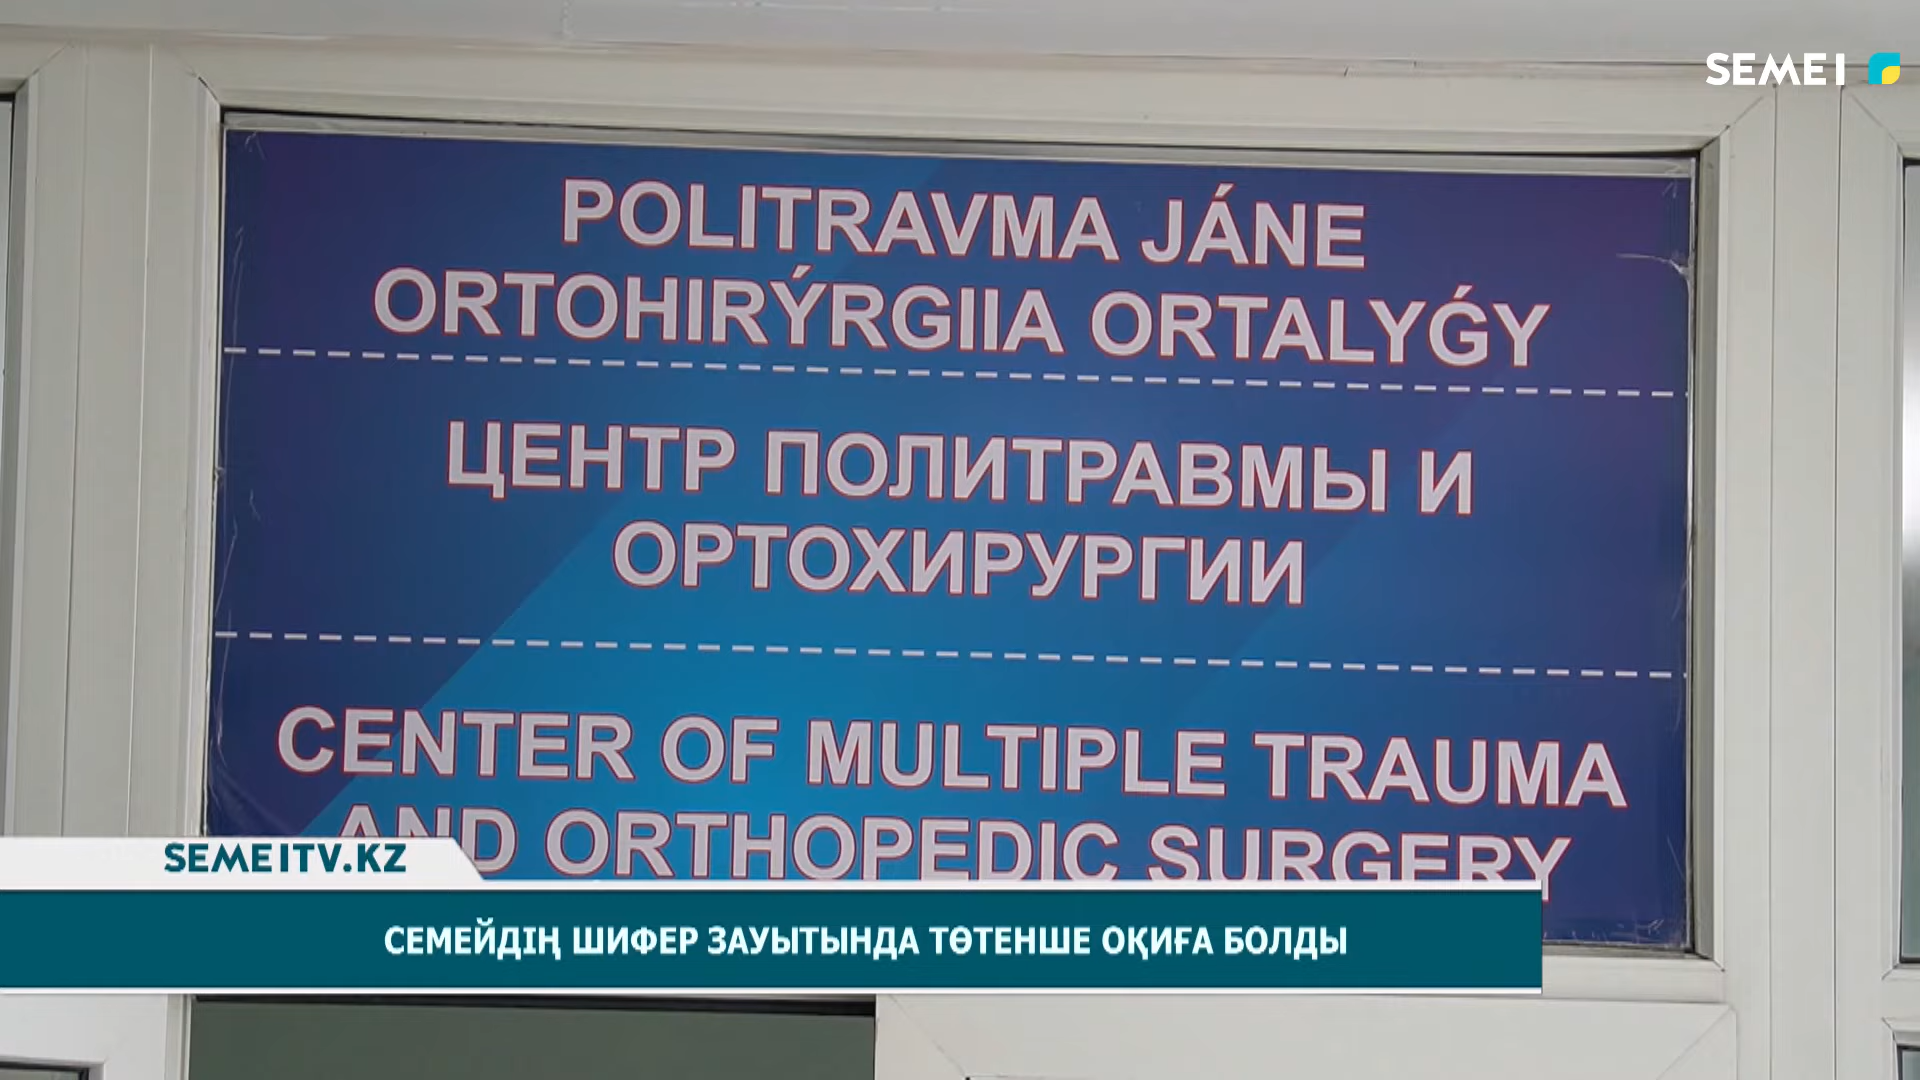 SEMEI
POLITRAVMA JÁNE
ORTOHIRÝRGIIA ORTALYǴY
ЦЕНТР ПОЛИТРАВМЫ И
ОРТОХИРУРГИИ
CENTER OF MULTIPLE TRAUMA
AND ORTHOPEDIC SURGERY
SEMEITV.KZ
СЕМЕЙДІҢ ШИФЕР ЗАУЫТЫНДА ТӨТЕНШЕ ОҚИҒА БОЛДЫ